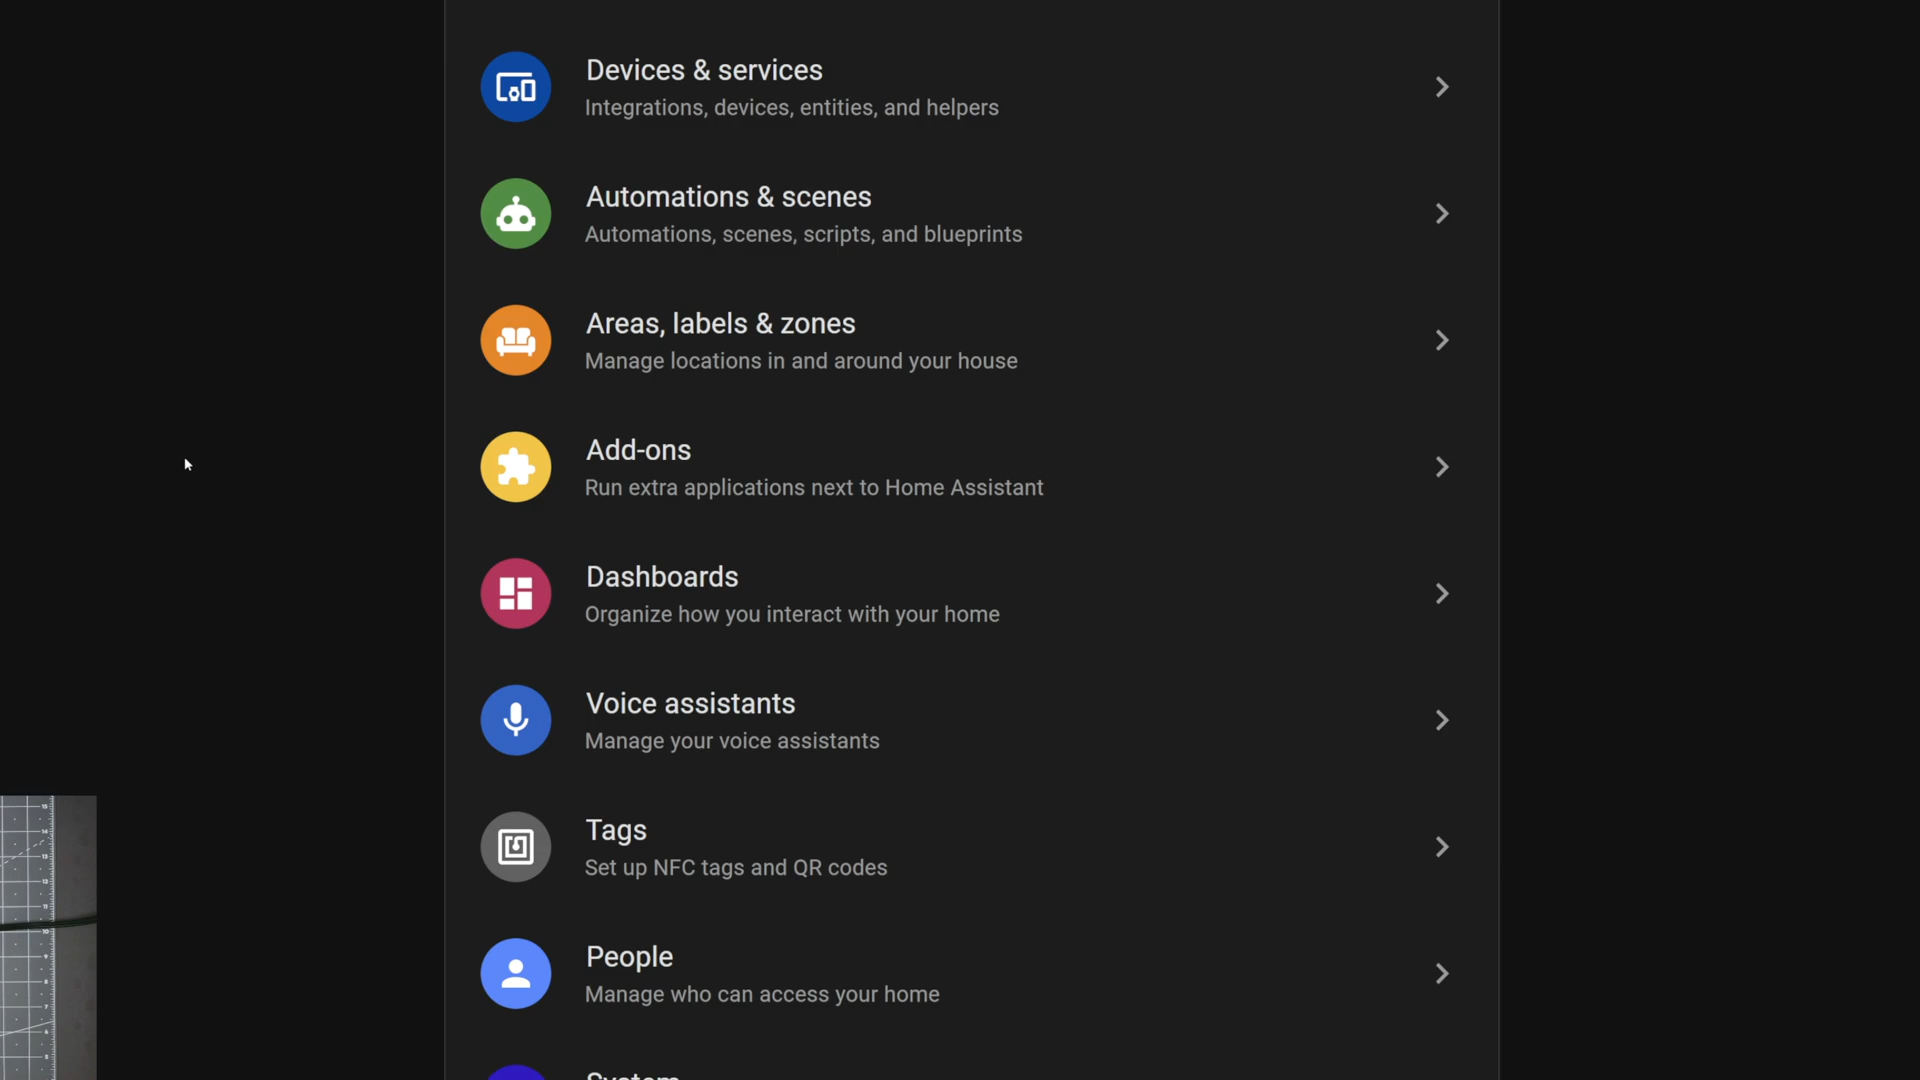 Devices & services
Integrations, devices, entities, and helpers
Automations & scenes
Automations, scenes, scripts, and blueprints
Areas, labels & zones
Manage locations in and around your house
Add-ons
Run extra applications next to Home Assistant
Dashboards
Organize how you interact with your home
Voice assistants
Manage your voice assistants
Tags
Set up NFC tags and QR codes
People
Manage who can access your home
System